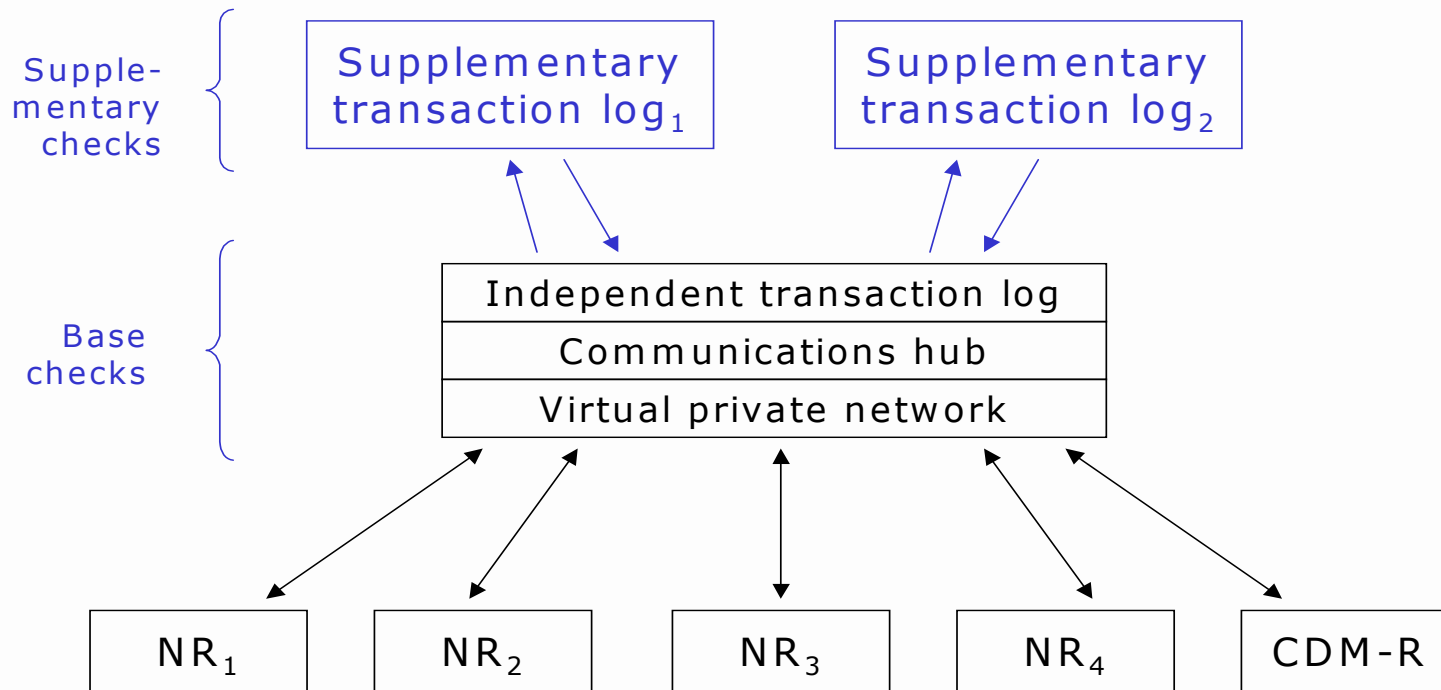 Supple-
mentary
checks
Supplementary
transaction log₁
Supplementary
transaction log₂
Base
checks
Independent transaction log
Communications hub
Virtual private network
NR₁
NR₂
NR₃
NR₄
CDM-R